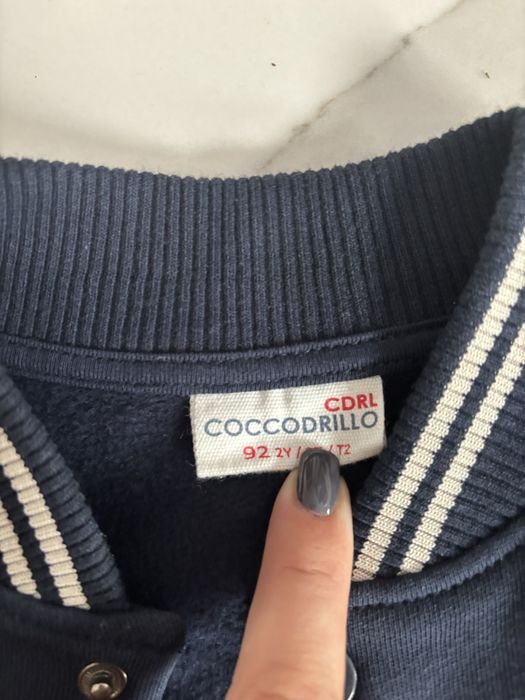 CDRL
COCCODRILLO
92 2Y / / T2